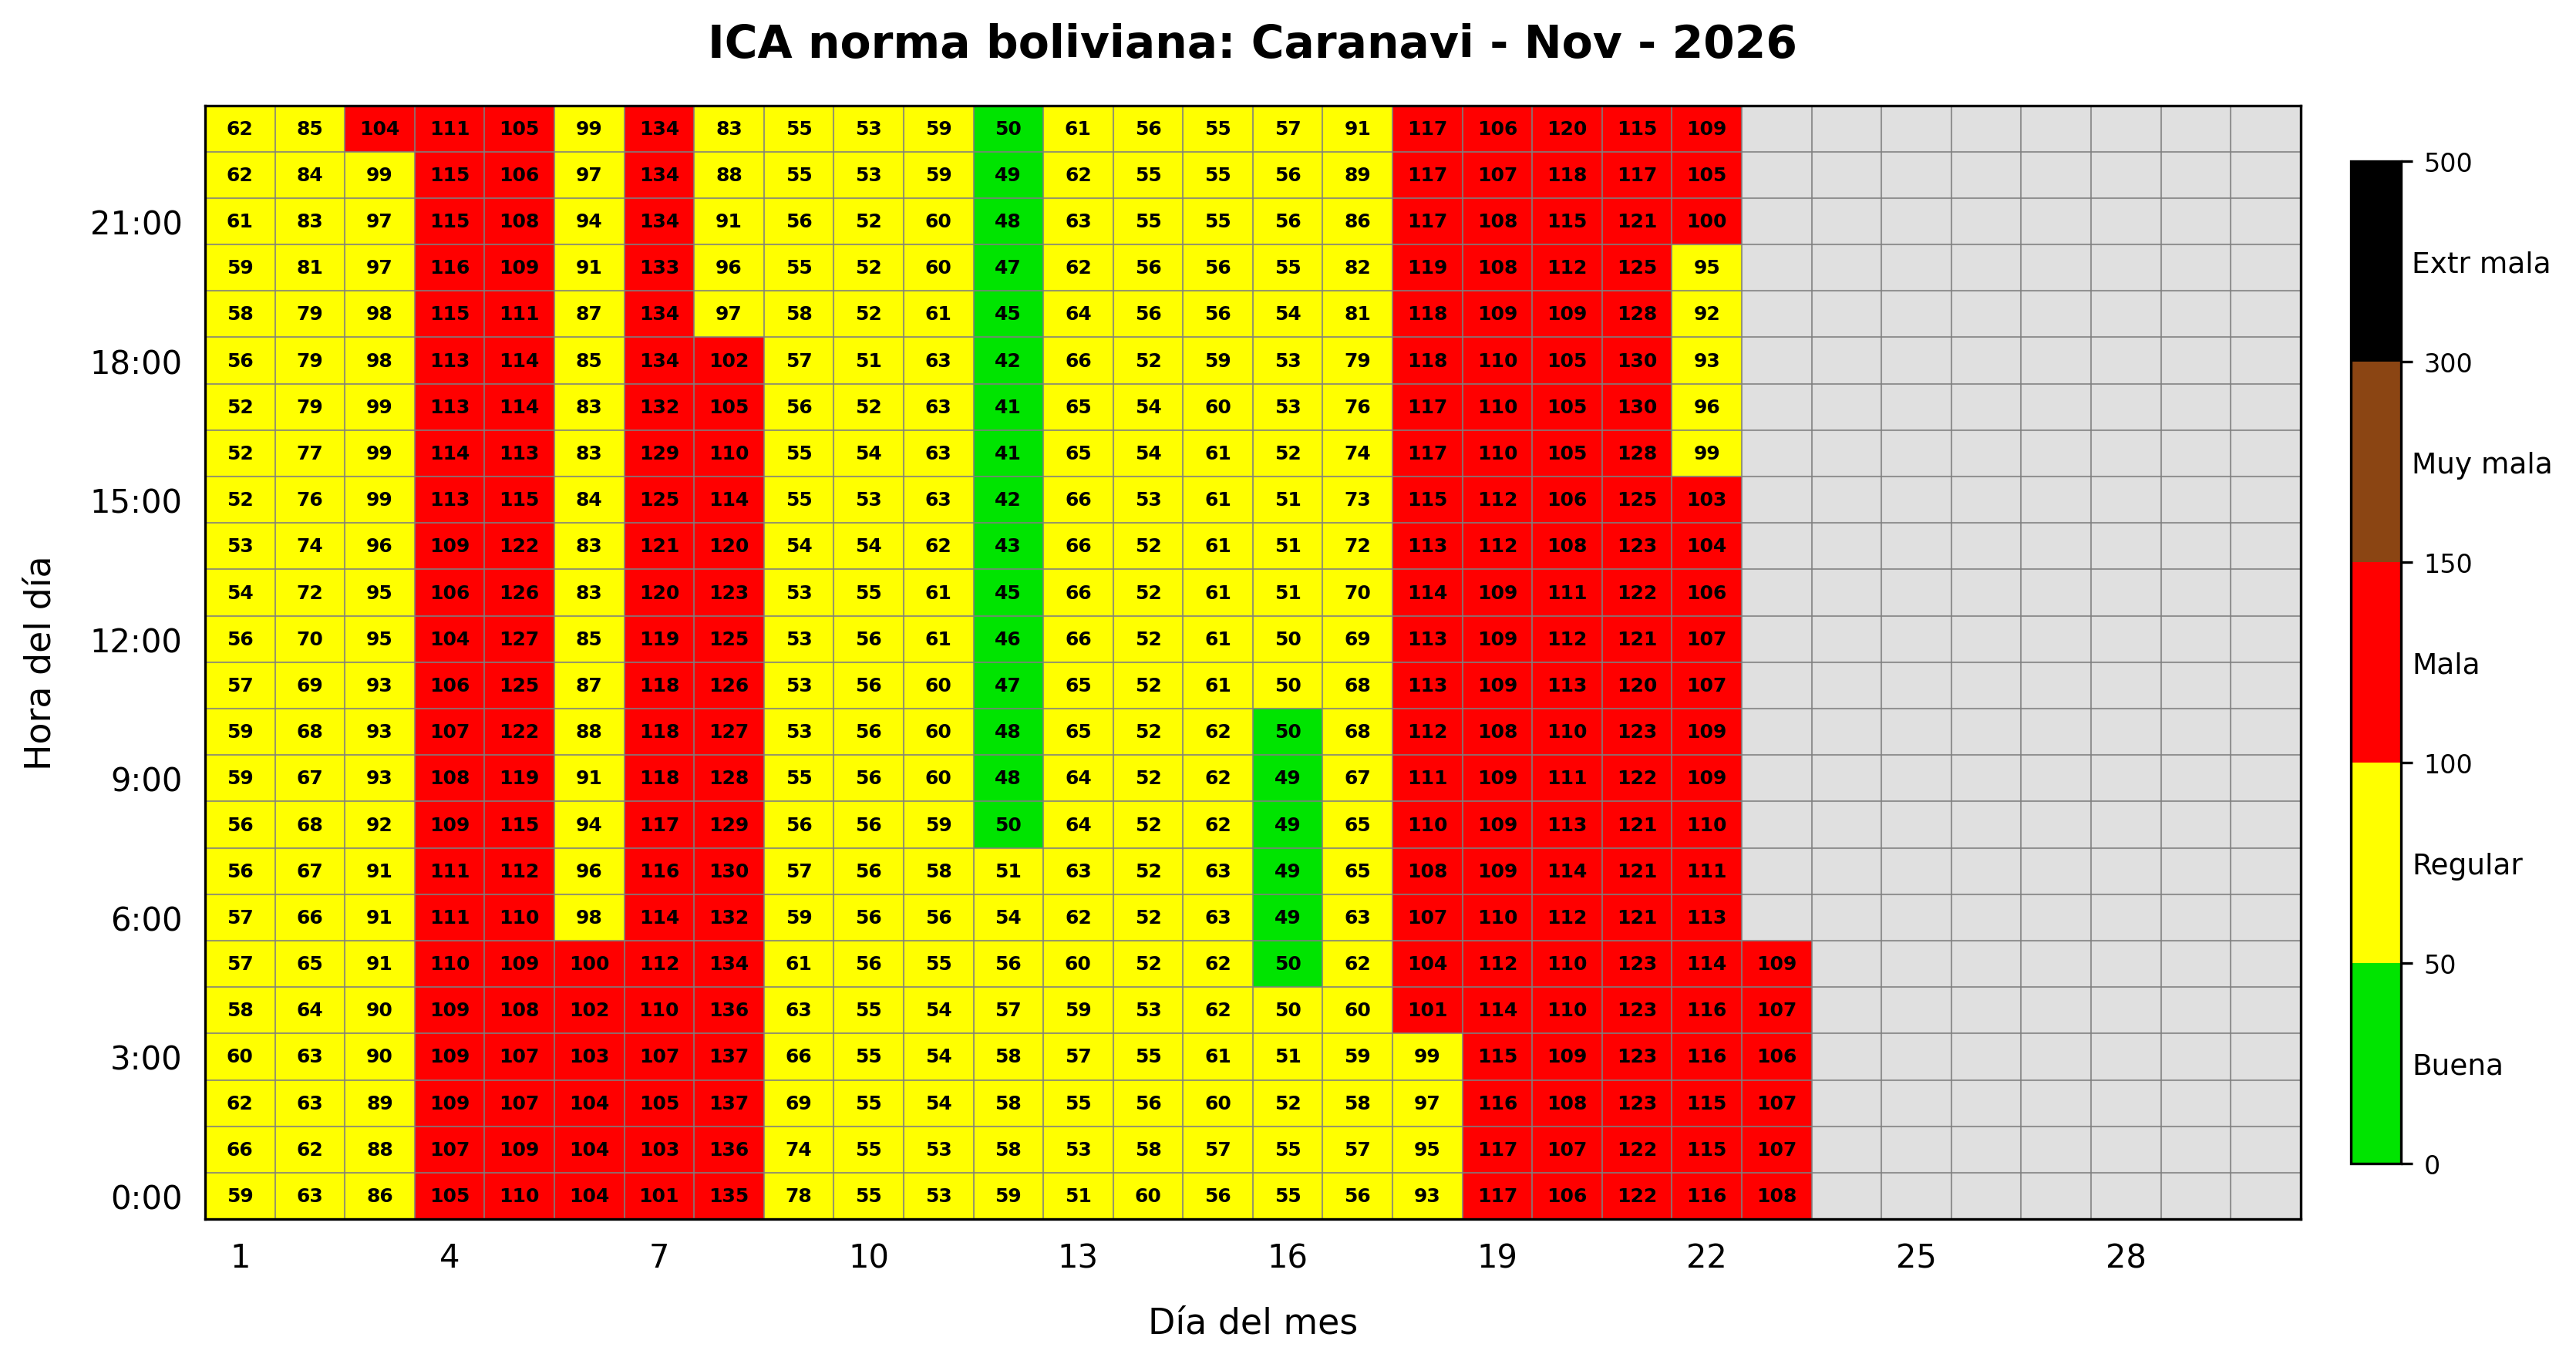 ICA norma boliviana: Caranavi - Nov - 2026
62 85 104 111 105 99 134 83 55 53 59 50 61 56 55 57 91 117 106 120 115 109
62 84 99 115 106 97 134 88 55 53 59 49 62 55 55 56 89 117 107 118 117 105
21:00 61 83 97 115 108 94 134 91 56 52 60 48 63 55 55 56 86 117 108 115 121 100
59 81 97 116 109 91 133 96 55 52 60 47 62 56 56 55 82 119 108 112 125 95
58 79 98 115 111 87 134 97 58 52 61 45 64 56 56 54 81 118 109 109 128 92
18:00 56 79 98 113 114 85 134 102 57 51 63 42 66 52 59 53 79 118 110 105 130 93
52 79 99 113 114 83 132 105 56 52 63 41 65 54 60 53 76 117 110 105 130 96
52 77 99 114 113 83 129 110 55 54 63 41 65 54 61 52 74 117 110 105 128 99
15:00 52 76 99 113 115 84 125 114 55 53 63 42 66 53 61 51 73 115 112 106 125 103
53 74 96 109 122 83 121 120 54 54 62 43 66 52 61 51 72 113 112 108 123 104
54 72 95 106 126 83 120 123 53 55 61 45 66 52 61 51 70 114 109 111 122 106
12:00 56 70 95 104 127 85 119 125 53 56 61 46 66 52 61 50 69 113 109 112 121 107
57 69 93 106 125 87 118 126 53 56 60 47 65 52 61 50 68 113 109 113 120 107
59 68 93 107 122 88 118 127 53 56 60 48 65 52 62 50 68 112 108 110 123 109
9:00 59 67 93 108 119 91 118 128 55 56 60 48 64 52 62 49 67 111 109 111 122 109
56 68 92 109 115 94 117 129 56 56 59 50 64 52 62 49 65 110 109 113 121 110
56 67 91 111 112 96 116 130 57 56 58 51 63 52 63 49 65 108 109 114 121 111
6:00 57 66 91 111 110 98 114 132 59 56 56 54 62 52 63 49 63 107 110 112 121 113
57 65 91 110 109 100 112 134 61 56 55 56 60 52 62 50 62 104 112 110 123 114 109
58 64 90 109 108 102 110 136 63 55 54 57 59 53 62 50 60 101 114 110 123 116 107
3:00 60 63 90 109 107 103 107 137 66 55 54 58 57 55 61 51 59 99 115 109 123 116 106
62 63 89 109 107 104 105 137 69 55 54 58 55 56 60 52 58 97 116 108 123 115 107
66 62 88 107 109 104 103 136 74 55 53 58 53 58 57 55 57 95 117 107 122 115 107
0:00 59 63 86 105 110 104 101 135 78 55 53 59 51 60 56 55 56 93 117 106 122 116 108
1 4 7 10 13 16 19 22 25 28
Día del mes
Hora del día
500
Extr mala
300
Muy mala
150
Mala
100
Regular
50
Buena
0